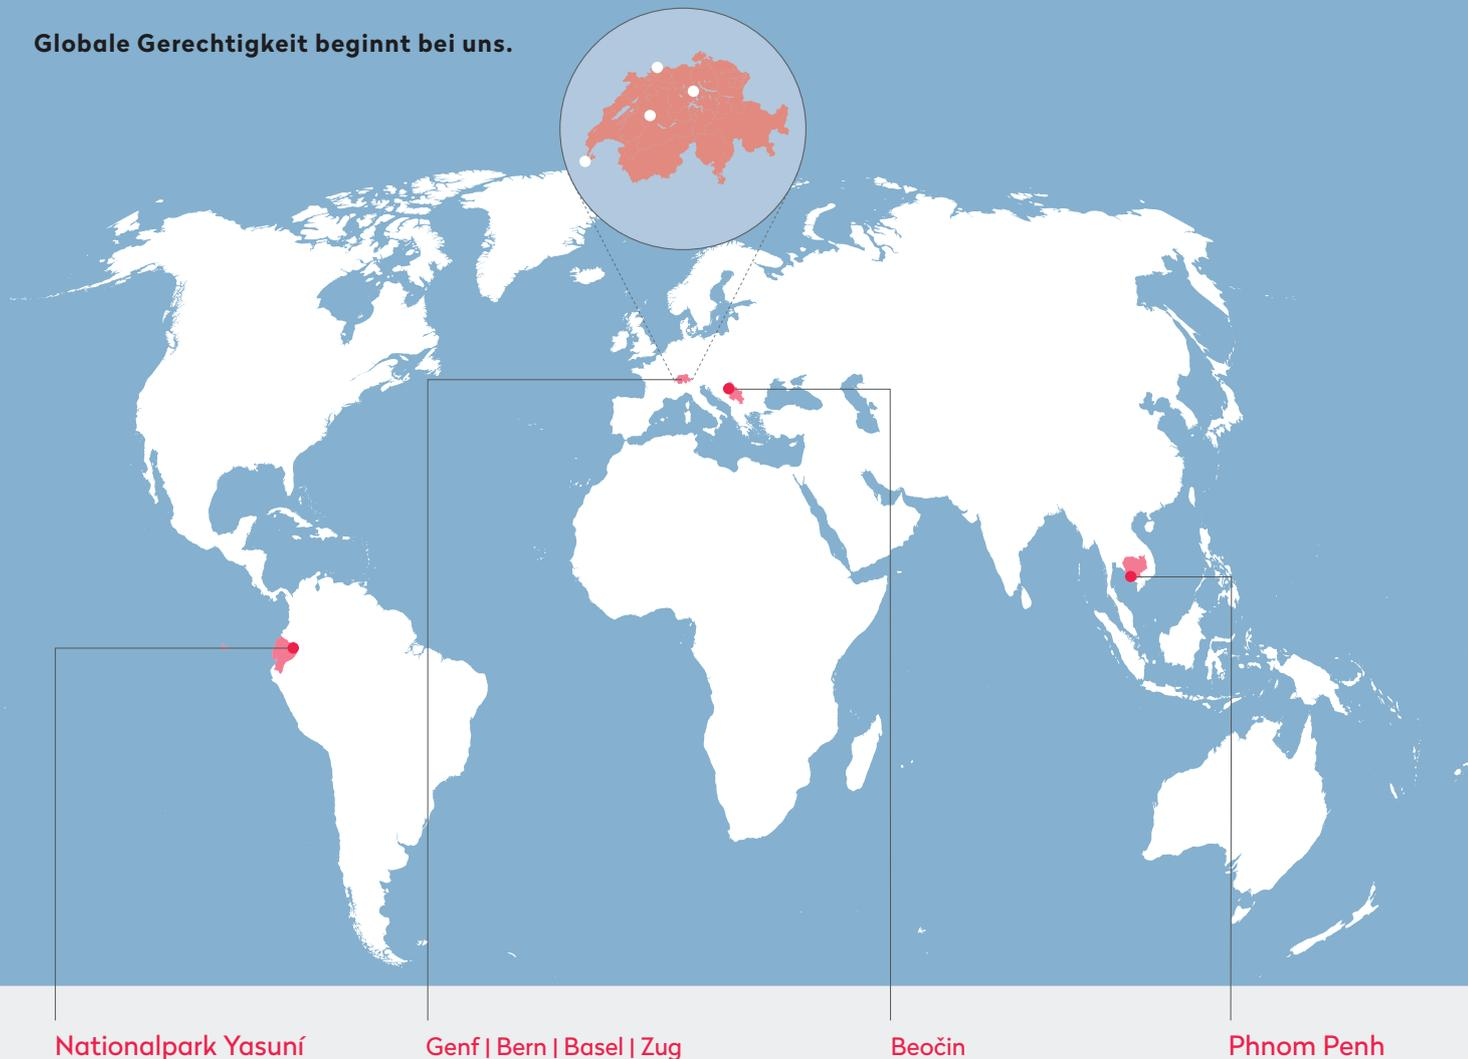 Globale Gerechtigkeit beginnt bei uns.
Nationalpark Yasuní
Genf | Bern | Basel | Zug
Beočin
Phnom Penh